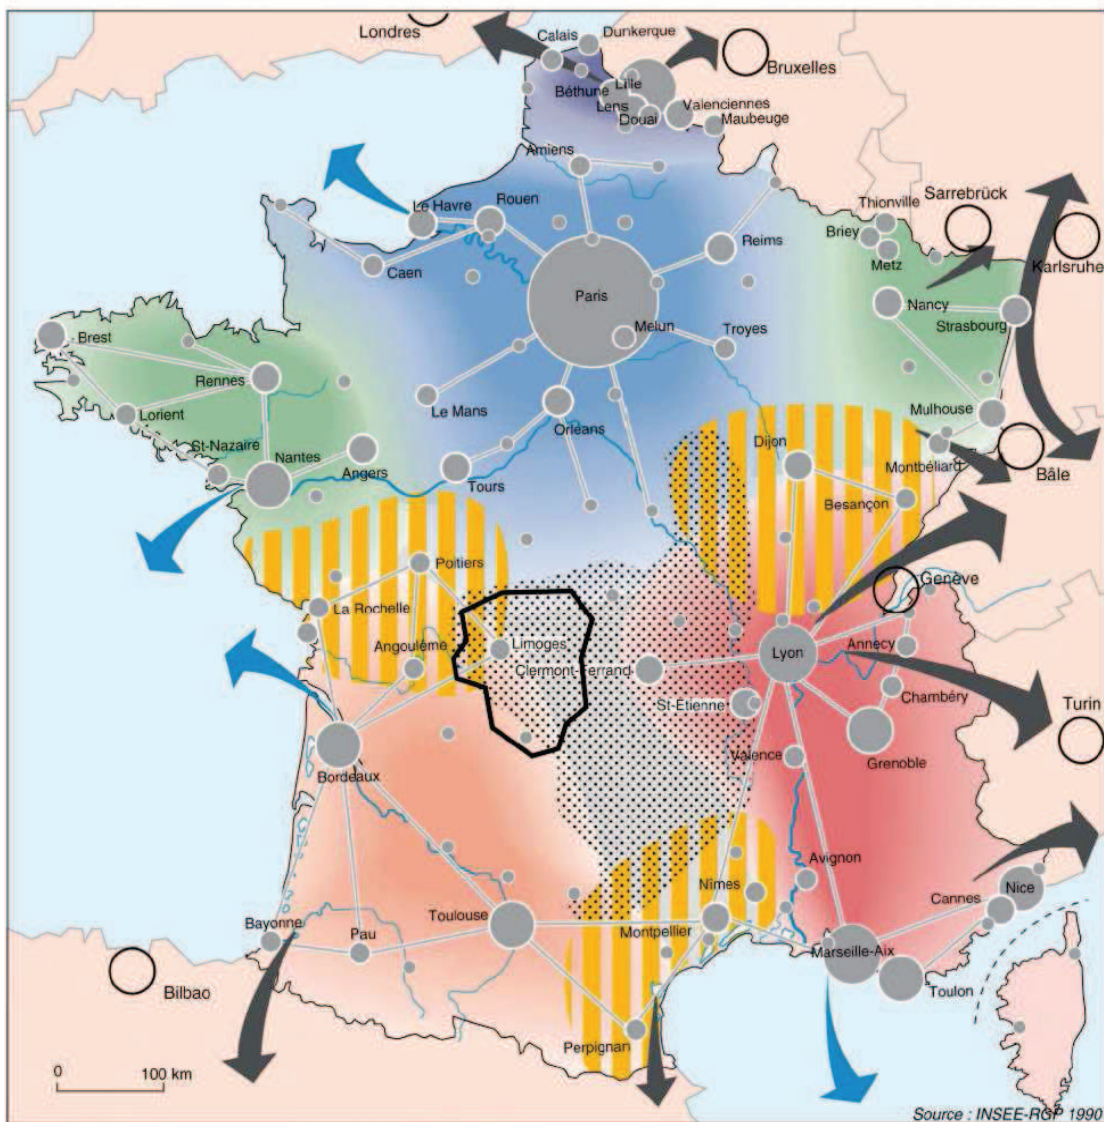 Londres
Calais
Dunkerque
Bruxelles
Béthune
Lille
Lens
Douai
Valenciennes
Maubeuge
Amiens
Le Havre
Rouen
Reims
Caen
Thionville
Sarrebrück
Briey
Metz
Karlsruhe
Paris
Nancy
Strasbourg
Melun
Troyes
Brest
Rennes
Le Mans
Lorient
Mulhouse
St-Nazaire
Nantes
Orléans
Angers
Tours
Dijon
Montbéliard
Bâle
Besançon
Poitiers
Genève
La Rochelle
Angoulême
Limoges
Clermont-Ferrand
Lyon
Annecy
St-Etienne
Chambéry
Turin
Valence
Grenoble
Bordeaux
Avignon
Nîmes
Cannes
Nice
Bayonne
Pau
Toulouse
Montpellier
Marseille-Aix
Toulon
Bilbao
Perpignan
0 100 km
Source : INSEE-RGP 1990